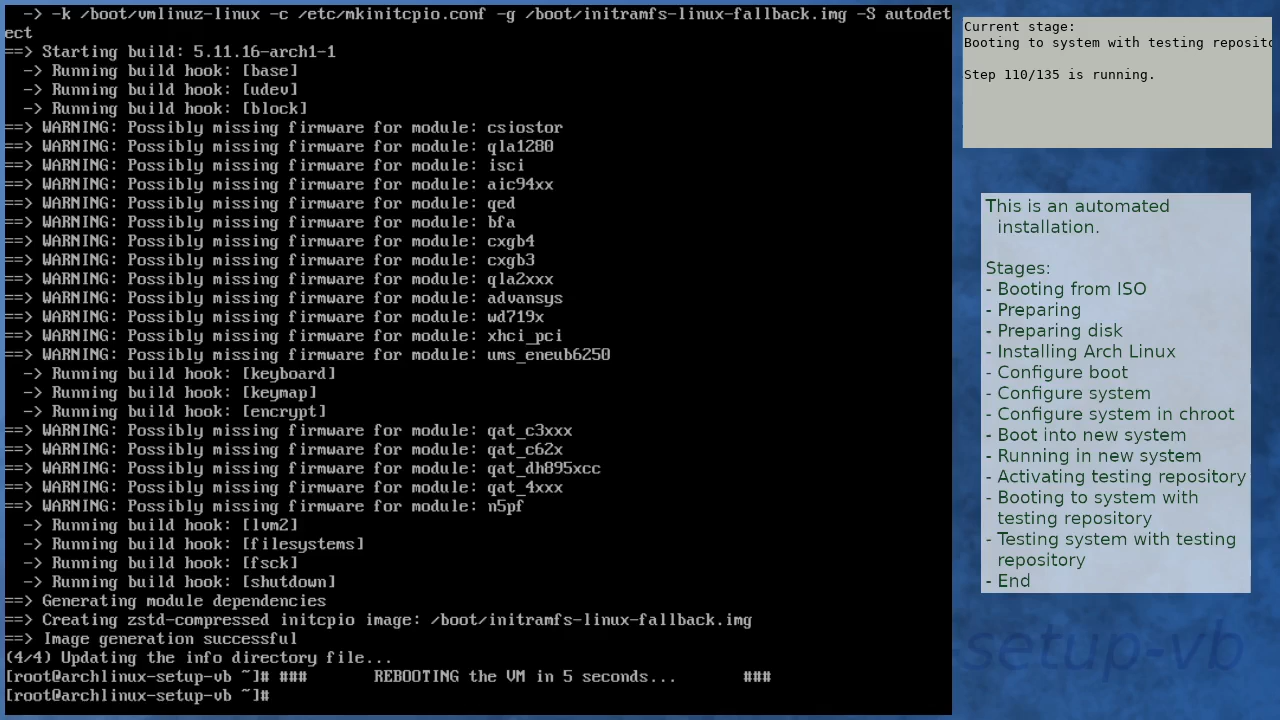 -> -k /boot/vmlinuz-linux -c /etc/mkinitcpio.conf -g /boot/initramfs-linux-fallback.img -S autodet
ect
==> Starting build: 5.11.16-arch1-1
-> Running build hook: [base]
-> Running build hook: [udev]
-> Running build hook: [block]
==> WARNING: Possibly missing firmware for module: csiostor
==> WARNING: Possibly missing firmware for module: qla1280
==> WARNING: Possibly missing firmware for module: isci
==> WARNING: Possibly missing firmware for module: aic94xx
==> WARNING: Possibly missing firmware for module: qed
==> WARNING: Possibly missing firmware for module: bfa
==> WARNING: Possibly missing firmware for module: cxgb4
==> WARNING: Possibly missing firmware for module: cxgb3
==> WARNING: Possibly missing firmware for module: qla2xxx
==> WARNING: Possibly missing firmware for module: advansys
==> WARNING: Possibly missing firmware for module: wd719x
==> WARNING: Possibly missing firmware for module: xhci_pci
==> WARNING: Possibly missing firmware for module: ums_eneub6250
-> Running build hook: [keyboard]
-> Running build hook: [keymap]
-> Running build hook: [encrypt]
==> WARNING: Possibly missing firmware for module: qat_c3xxx
==> WARNING: Possibly missing firmware for module: qat_c62x
==> WARNING: Possibly missing firmware for module: qat_dh895xcc
==> WARNING: Possibly missing firmware for module: qat_4xxx
==> WARNING: Possibly missing firmware for module: n5pf
-> Running build hook: [lvm2]
-> Running build hook: [filesystems]
-> Running build hook: [fsck]
-> Running build hook: [shutdown]
==> Generating module dependencies
==> Creating zstd-compressed initcpio image: /boot/initramfs-linux-fallback.img
==> Image generation successful
(4/4) Updating the info directory file...
[root@archlinux-setup-vb ~]# ### REBOOTING the VM in 5 seconds... ###
[root@archlinux-setup-vb ~]#
Current stage:
Booting to system with testing reposito
Step 110/135 is running.
This is an automated
installation.
Stages:
- Booting from ISO
- Preparing
- Preparing disk
- Installing Arch Linux
- Configure boot
- Configure system
- Configure system in chroot
- Boot into new system
- Running in new system
- Activating testing repository
- Booting to system with
testing repository
- Testing system with testing
repository
- End
-setup-vb